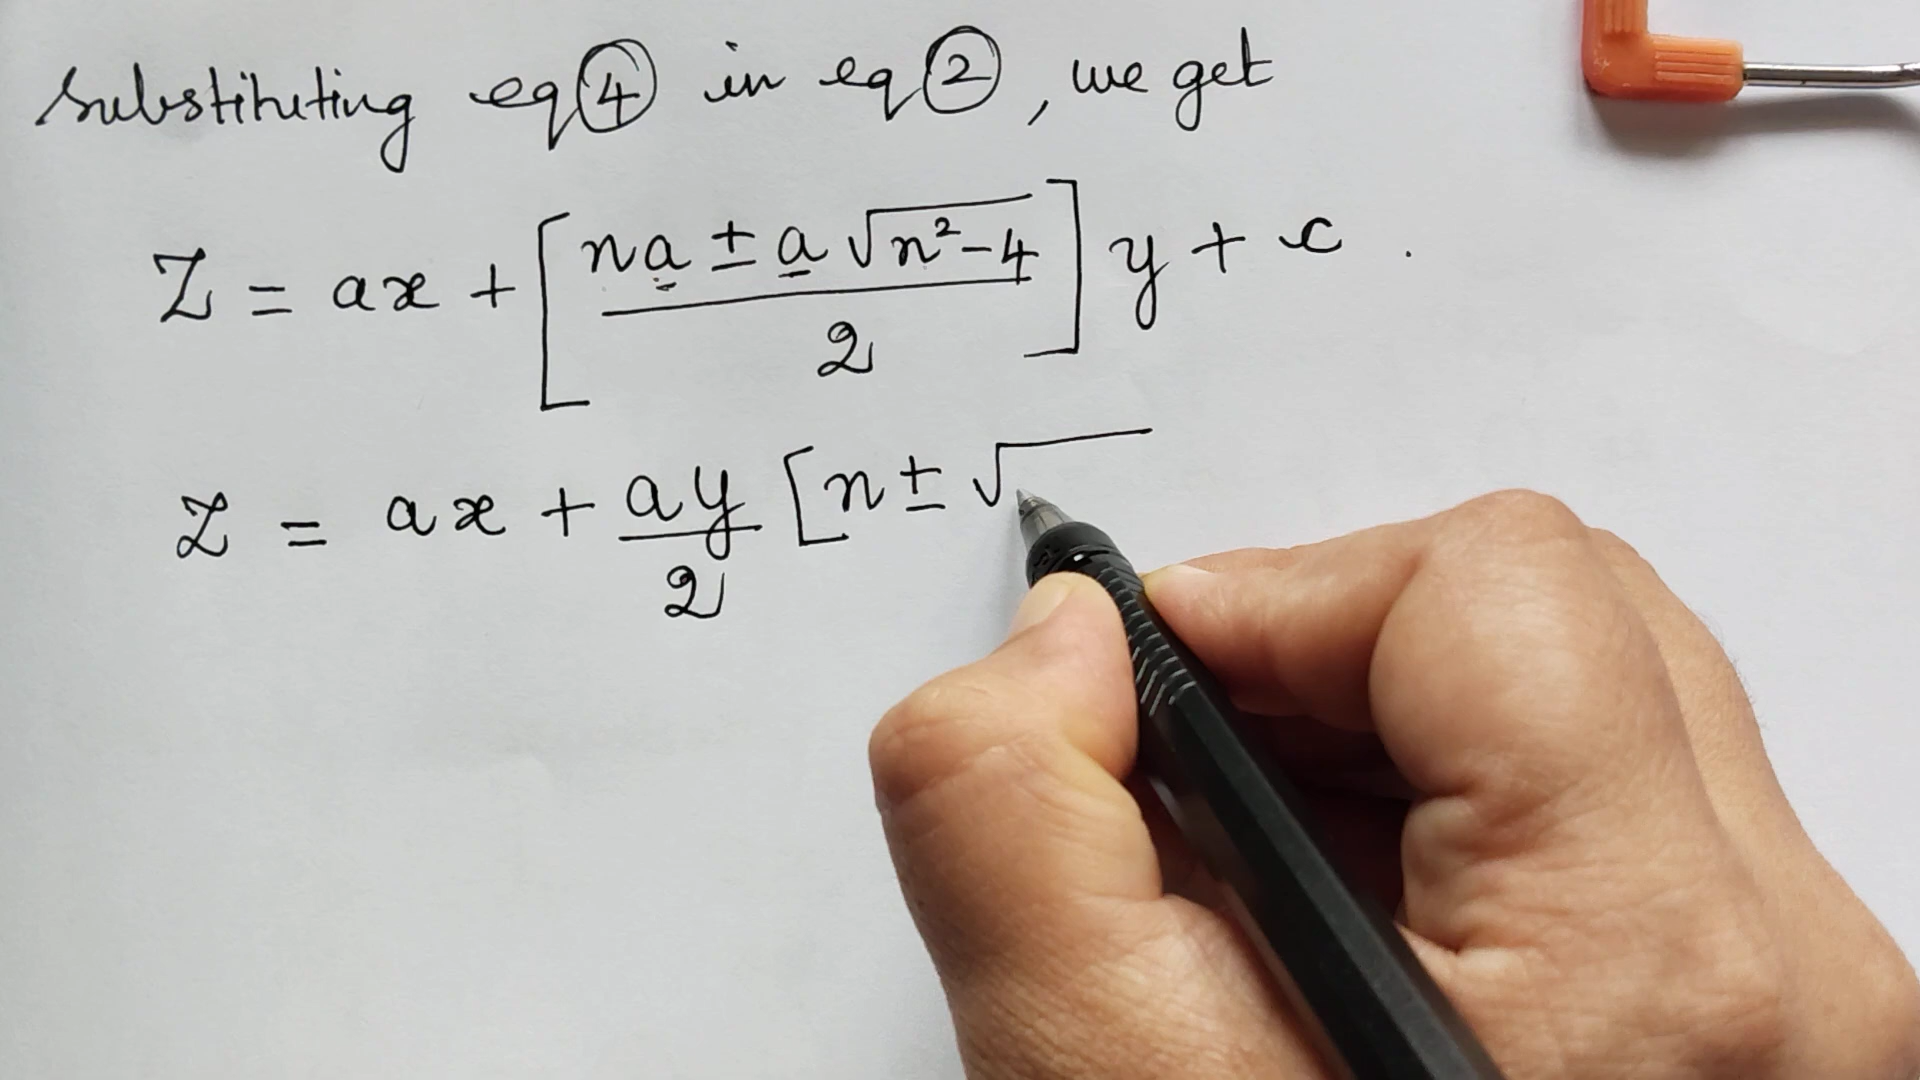 Substituting eq④ in eq②, we get
Z = ax + [na ± a√(n²-4) / 2] y + c .
Z = ax + ay/2 [n ± √